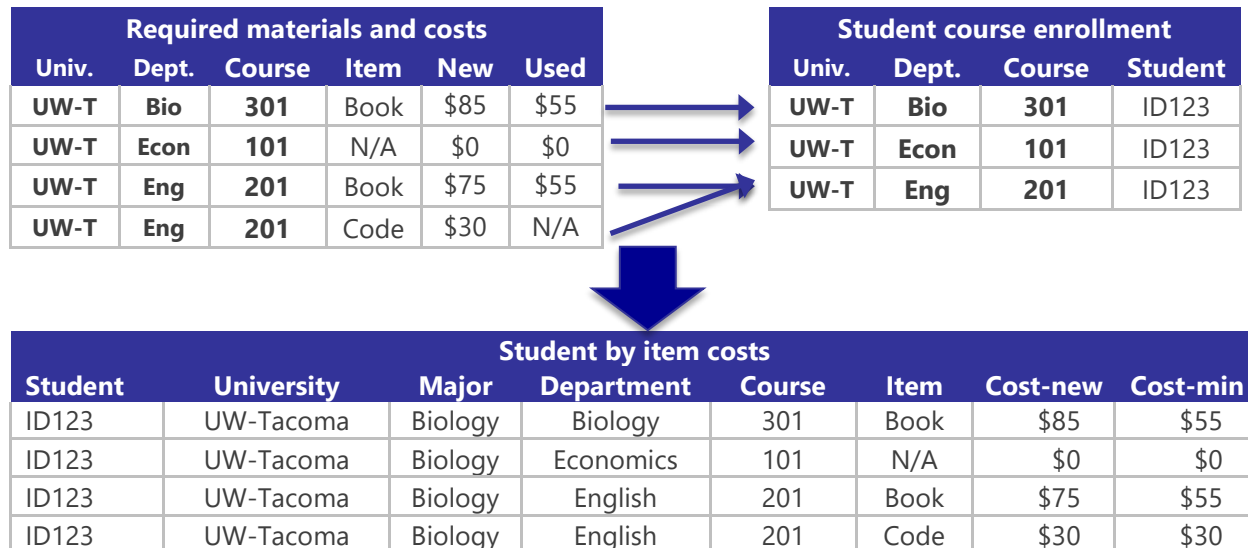 Required materials and costs
Univ. Dept. Course Item New Used
UW-T Bio 301 Book $85 $55
UW-T Econ 101 N/A $0 $0
UW-T Eng 201 Book $75 $55
UW-T Eng 201 Code $30 N/A
Student course enrollment
Univ. Dept. Course Student
UW-T Bio 301 ID123
UW-T Econ 101 ID123
UW-T Eng 201 ID123
Student by item costs
Student University Major Department Course Item Cost-new Cost-min
ID123 UW-Tacoma Biology Biology 301 Book $85 $55
ID123 UW-Tacoma Biology Economics 101 N/A $0 $0
ID123 UW-Tacoma Biology English 201 Book $75 $55
ID123 UW-Tacoma Biology English 201 Code $30 $30